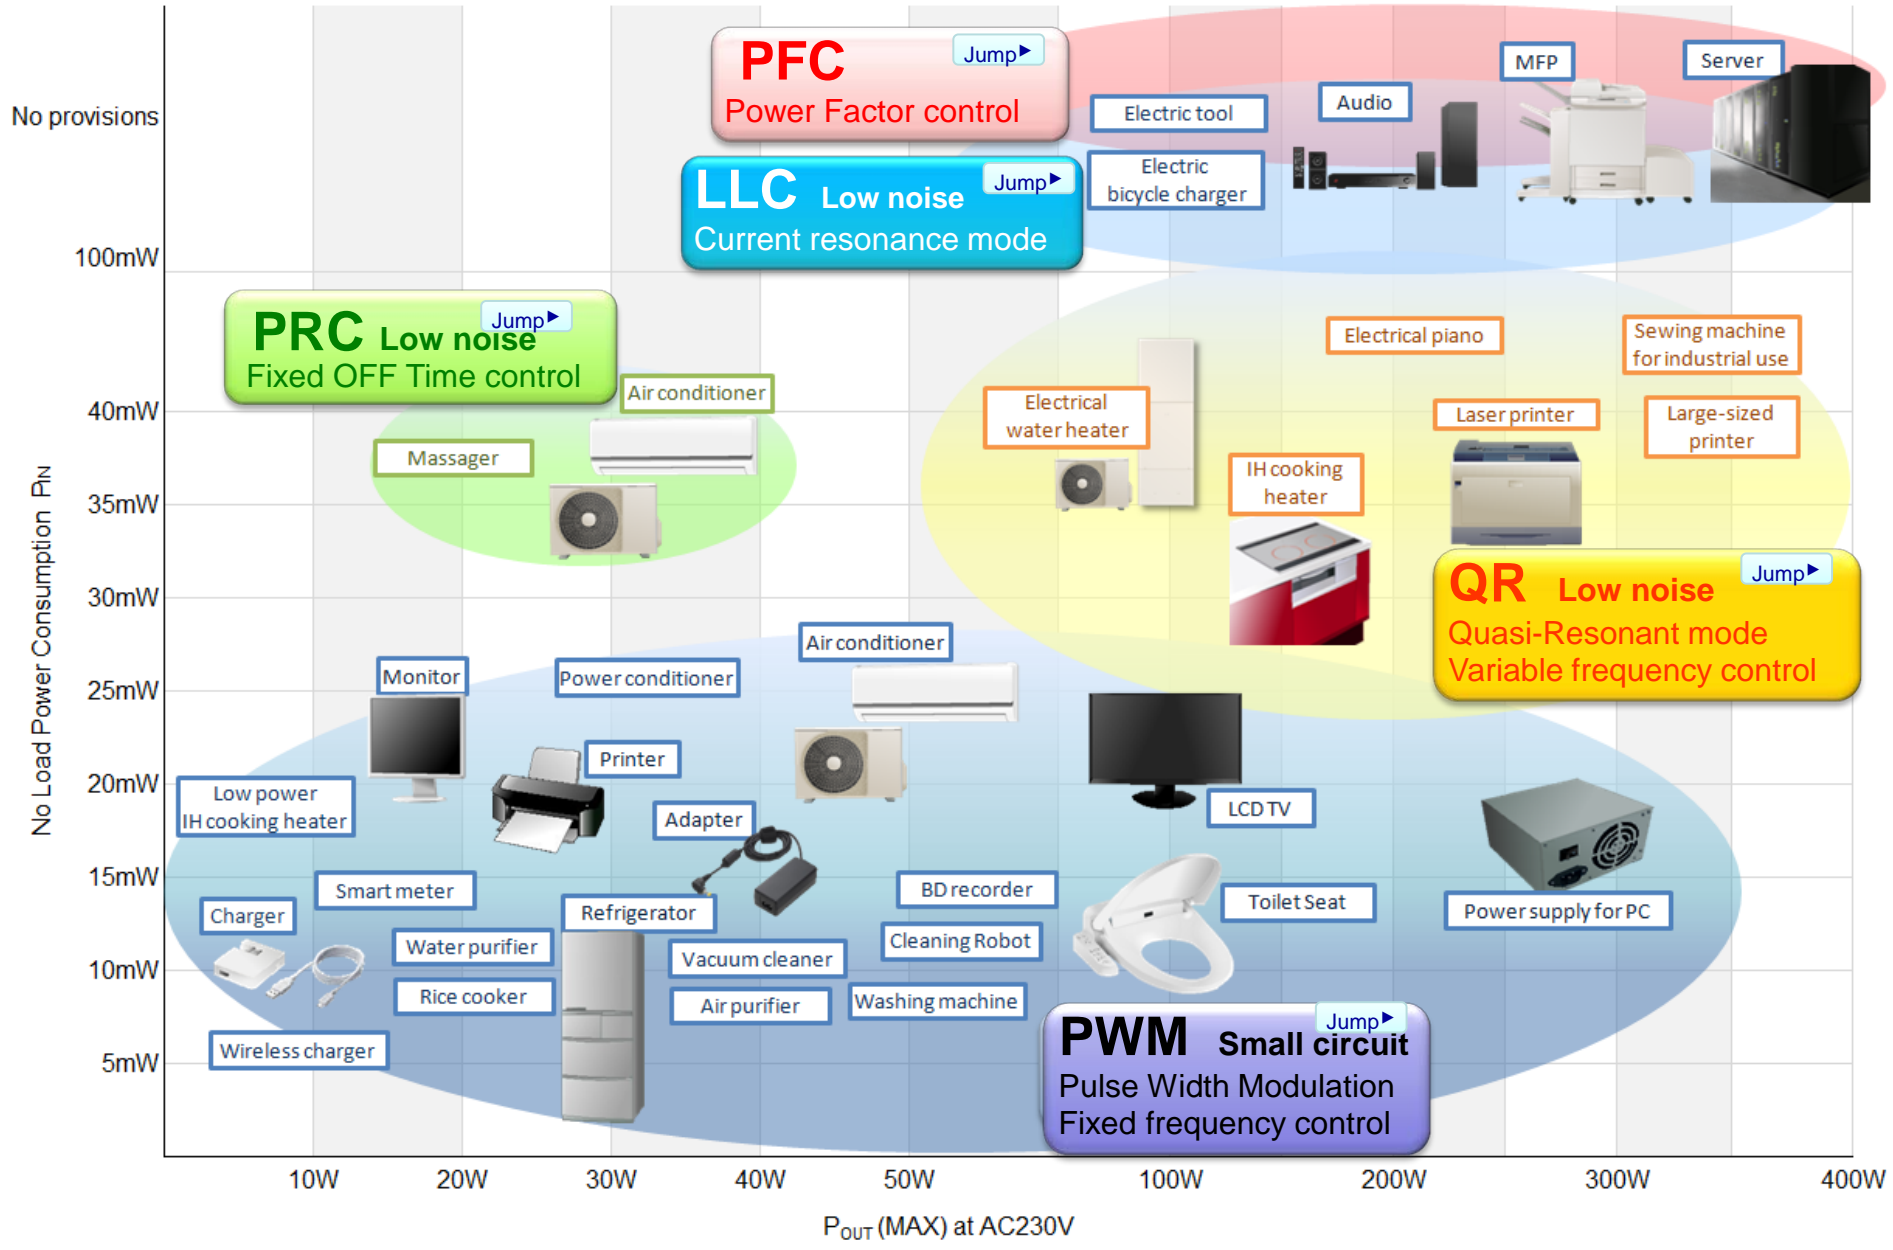 PFC Jump►
Power Factor control
MFP
Server
Audio
Electric tool
No provisions
Electric
bicycle charger
LLC Low noise Jump►
Current resonance mode
100mW
PRC Low noise Jump►
Fixed OFF Time control
Electrical piano
Sewing machine
for industrial use
Air conditioner
40mW
Electrical
water heater
Laser printer
Large-sized
printer
Massager
IH cooking
heater
35mW
QR Low noise Jump►
Quasi-Resonant mode
Variable frequency control
30mW
Air conditioner
Monitor
Power conditioner
25mW
Printer
20mW
Low power
IH cooking heater
Adapter
LCD TV
15mW
Smart meter
BD recorder
Charger
Refrigerator
Toilet Seat
Power supply for PC
Water purifier
Cleaning Robot
Vacuum cleaner
10mW
Rice cooker
Air purifier
Washing machine
Wireless charger
5mW
PWM Small circuit Jump►
Pulse Width Modulation
Fixed frequency control
No Load Power Consumption PIN
10W 20W 30W 40W 50W 100W 200W 300W 400W
POUT (MAX) at AC230V